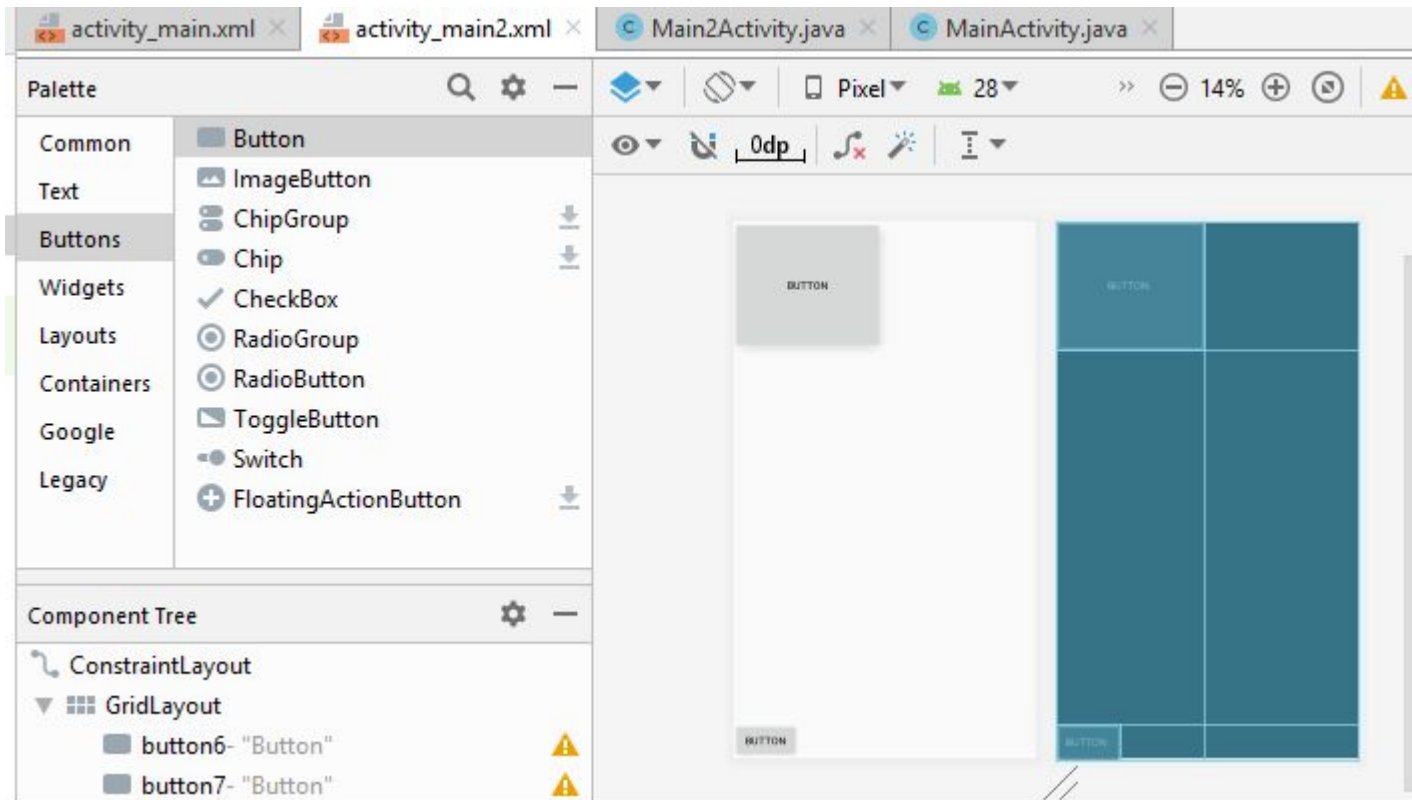 activity_main.xml
activity_main2.xml
Main2Activity.java
MainActivity.java
Palette
Pixel
28
14%
0dp
Common
Text
Buttons
Widgets
Layouts
Containers
Google
Legacy
Button
ImageButton
ChipGroup
Chip
CheckBox
RadioGroup
RadioButton
ToggleButton
Switch
FloatingActionButton
BUTTON
BUTTON
BUTTON
BUTTON
Component Tree
ConstraintLayout
GridLayout
button6- "Button"
button7- "Button"